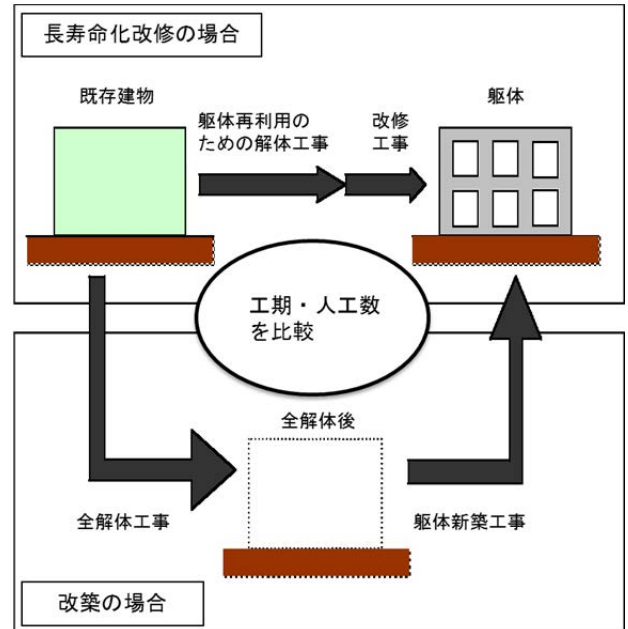 長寿命化改修の場合
既存建物
躯体再利用の
ための解体工事
改修
工事
躯体
工期・人工数
を比較
全解体後
全解体工事
躯体新築工事
改築の場合